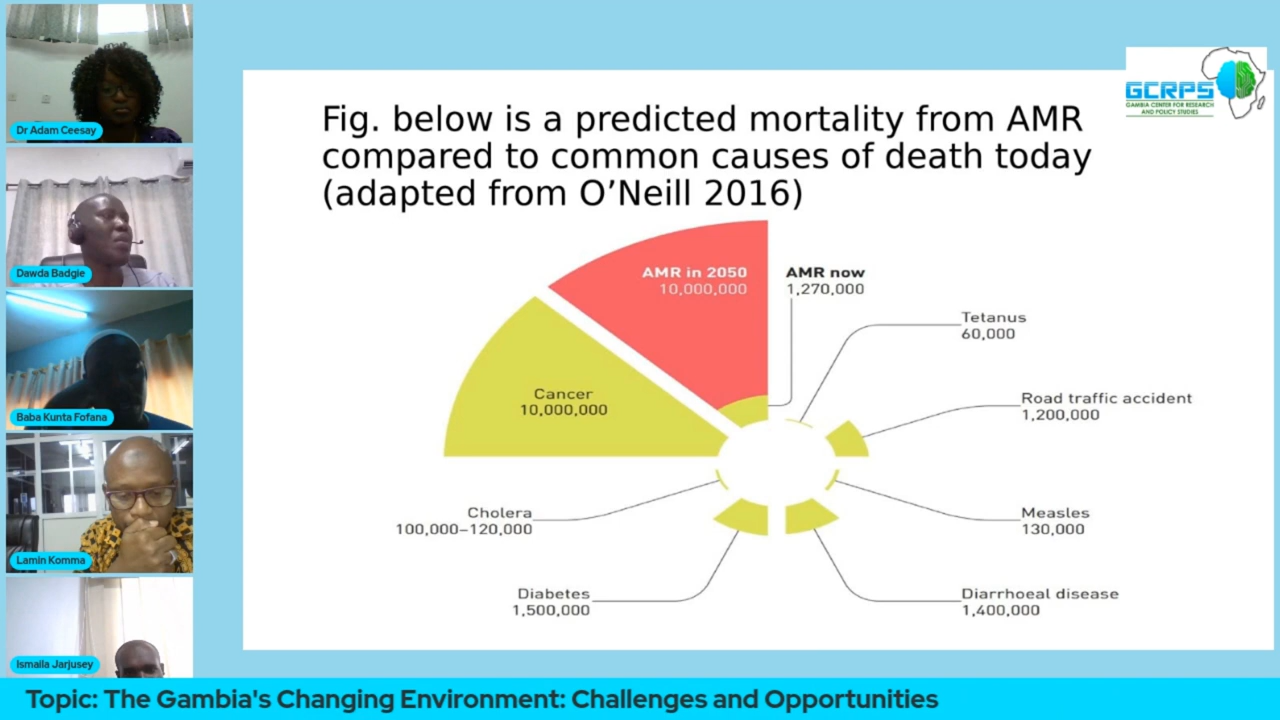 Dr Adam Ceesay
Dawda Badgie
Baba Kunta Fofana
Lamin Komma
Ismaila Jarjusey
GCRPS
GAMBIA CENTER FOR RESEARCH
AND POLICY STUDIES
Fig. below is a predicted mortality from AMR
compared to common causes of death today
(adapted from O’Neill 2016)
AMR in 2050
10,000,000
AMR now
1,270,000
Tetanus
60,000
Cancer
10,000,000
Road traffic accident
1,200,000
Cholera
100,000–120,000
Measles
130,000
Diabetes
1,500,000
Diarrhoeal disease
1,400,000
Topic: The Gambia's Changing Environment: Challenges and Opportunities